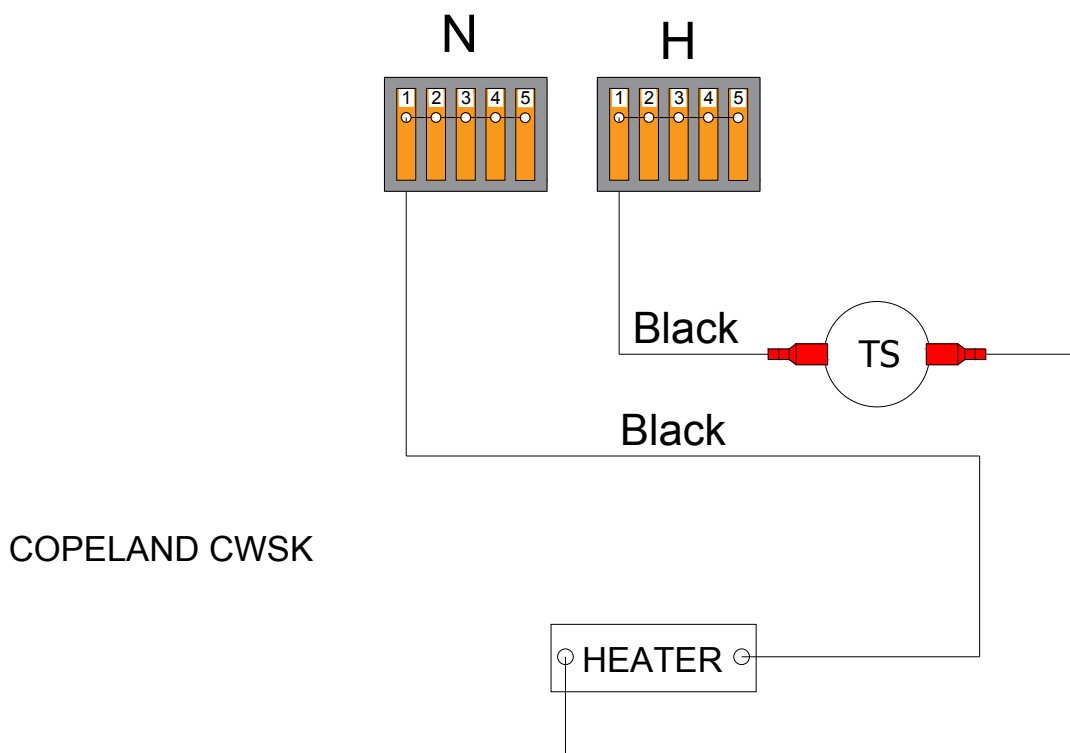 N H
1 2 3 4 5 1 2 3 4 5
Black
TS
Black
COPELAND CWSK
HEATER